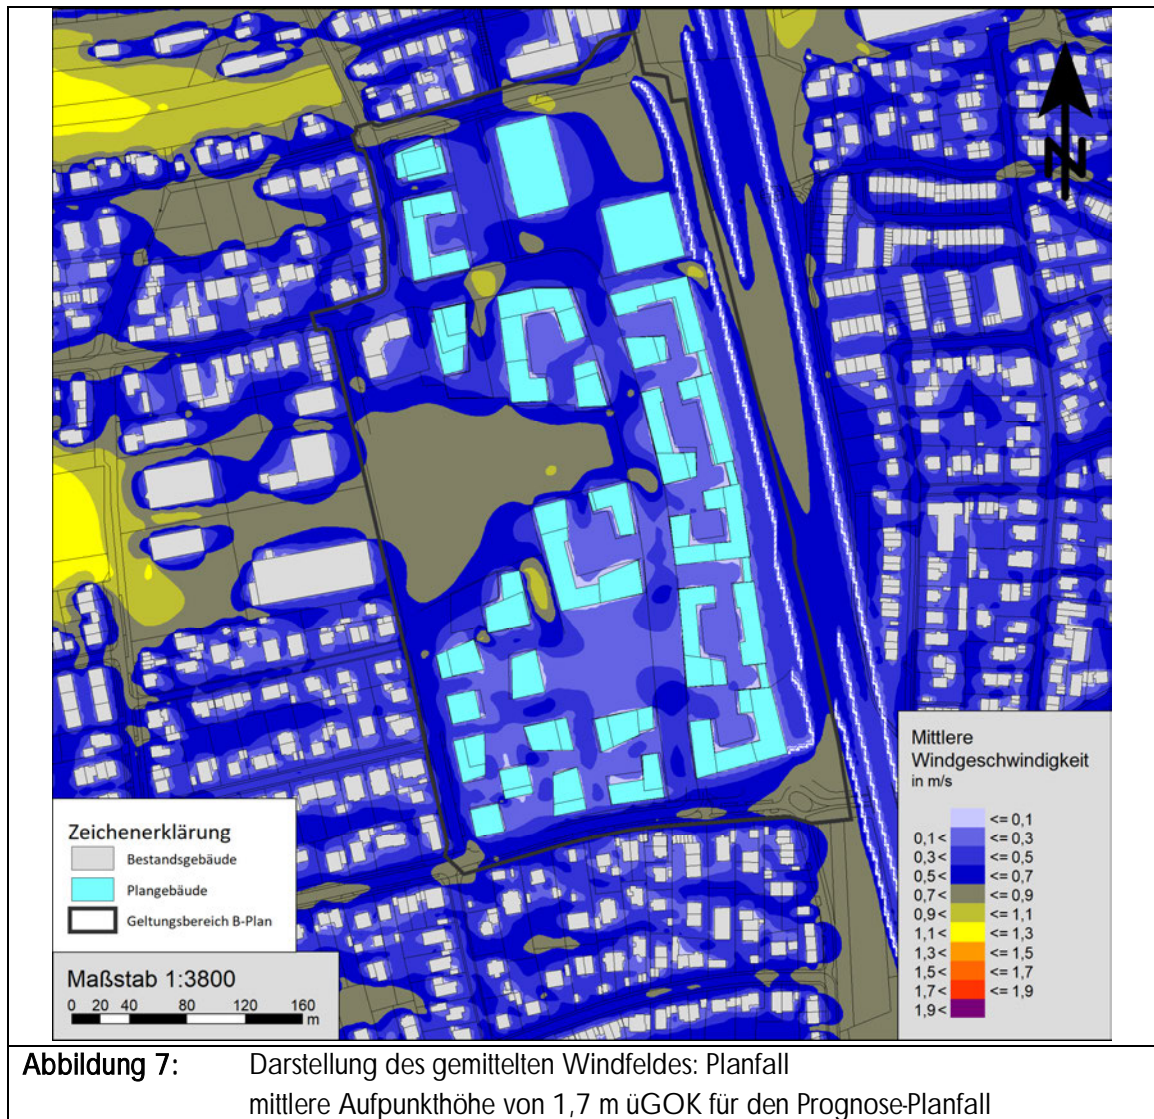 N
Mittlere
Windgeschwindigkeit
in m/s
<= 0,1
0,1 < <= 0,3
0,3 < <= 0,5
0,5 < <= 0,7
0,7 < <= 0,9
0,9 < <= 1,1
1,1 < <= 1,3
1,3 < <= 1,5
1,5 < <= 1,7
1,7 < <= 1,9
1,9 <
Zeichenerklärung
Bestandsgebäude
Plangebäude
Geltungsbereich B-Plan
Maßstab 1:3800
0 20 40 80 120 160
m
Abbildung 7: Darstellung des gemittelten Windfeldes: Planfall
mittlere Aufpunkthöhe von 1,7 m üGOK für den Prognose-Planfall